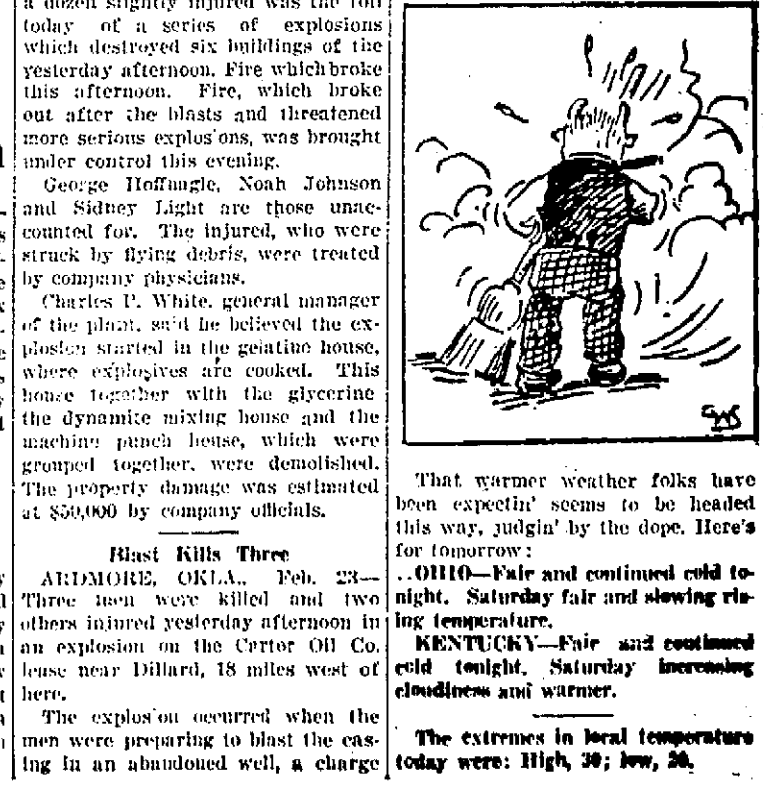 a dozen slightly injured was the toll
today of a series of explosions
which destroyed six buildings of the
yesterday afternoon. Fire which broke
this afternoon. Fire, which broke
out after the blasts and threatened
more serious explos'ons, was brought
under control this evening.
George Hoffnagle, Noah Johnson
and Sidney Light are those unac-
counted for. The injured, who were
struck by flying debris, were treated
by company physicians.
Charles P. White, general manager
of the plant, said he believed the ex-
plosion started in the gelatine house,
where explosives are cooked. This
house together with the glycerine
the dynamite mixing house and the
machine punch house, which were
grouped together, were demolished.
The property damage was estimated
at $50,000 by company officials.
Blast Kills Three
ARDMORE, OKLA., Feb. 23—
Three men were killed and two
others injured yesterday afternoon in
an explosion on the Carter Oil Co.
lease near Dillard, 18 miles west of
here.
The explos'on occurred when the
men were preparing to blast the cas-
ing in an abandoned well, a charge
That warmer weather folks have
been expectin' seems to be headed
this way, judgin' by the dope. Here's
for tomorrow:
..OHIO—Fair and continued cold to-
night. Saturday fair and slowing ris-
ing temperature.
KENTUCKY—Fair and continued
cold tonight. Saturday increasing
cloudiness and warmer.
The extremes in local temperature
today were: High, 30; low, 20.